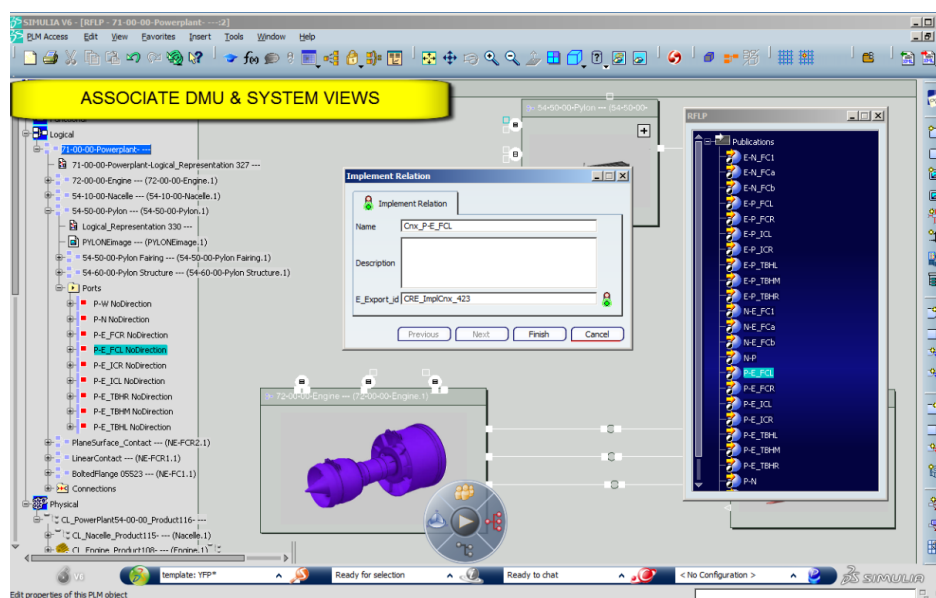 SIMULIA V6 - [RFLP - 71-00-00-Powerplant- ---:2]
PLM Access Edit View Favorites Insert Tools Window Help
ASSOCIATE DMU & SYSTEM VIEWS
Logical
71-00-00-Powerplant- ---
71-00-00-Powerplant-Logical_Representation 327 ---
72-00-00-Engine --- (72-00-00-Engine.1)
54-10-00-Nacelle --- (54-10-00-Nacelle.1)
54-50-00-Pylon --- (54-50-00-Pylon.1)
Logical_Representation 330 ---
PYLONEimage --- (PYLONEimage.1)
54-50-00-Pylon Fairing --- (54-50-00-Pylon Fairing.1)
54-60-00-Pylon Structure --- (54-60-00-Pylon Structure.1)
Ports
P-W NoDirection
P-N NoDirection
P-E_FCR NoDirection
P-E_FCL NoDirection
P-E_ICR NoDirection
P-E_ICL NoDirection
P-E_TBHR NoDirection
P-E_TBHM NoDirection
P-E_TBHL NoDirection
PlaneSurface_Contact --- (NE-FCR2.1)
LinearContact --- (NE-FCR1.1)
BoltedFlange 05523 --- (NE-FC1.1)
Connections
Physical
CL_PowerPlant54-00-00_Product116- ---
CL_Nacelle_Product115- --- (Nacelle.1)
CL_Engine_Product108- --- (Engine.1)
54-50-00-Pylon --- (54-50-00-
Implement Relation
Implement Relation
Name Cnx_P-E_FCL
Description
E_Export_id CRE_ImplCnx_423
Previous Next Finish Cancel
72-00-00-Engine --- (72-00-00-Engine.1)
RFLP
Publications
E-N_FC1
E-N_FCa
E-N_FCb
E-P_FCL
E-P_FCR
E-P_ICL
E-P_ICR
E-P_TBHL
E-P_TBHM
E-P_TBHR
N-E_FC1
N-E_FCa
N-E_FCb
N-P
P-E_FCL
P-E_FCR
P-E_ICL
P-E_ICR
P-E_TBHL
P-E_TBHM
P-E_TBHR
P-N
template: YFP*
Ready for selection
Ready to chat
< No Configuration >
SIMULIA
Edit properties of this PLM object